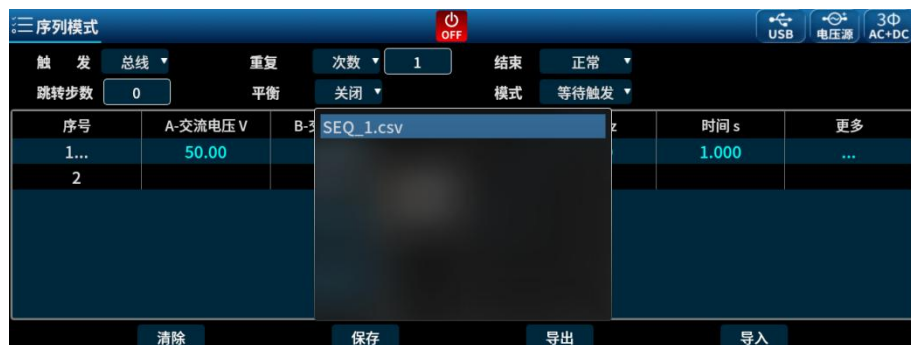 序列模式 OFF USB 电压源 3Φ AC+DC
触 发 总线 重复 次数 1 结束 正常
跳转步数 0 平衡 关闭 模式 等待触发
序号 A-交流电压 V B- SEQ_1.csv z 时间 s 更多
1... 50.00 1.000 ...
2
清除 保存 导出 导入